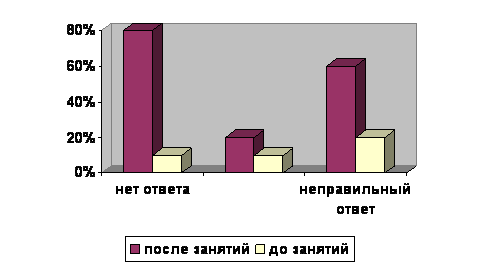 80%
60%
40%
20%
0%
нет ответа
неправильный
ответ
после занятий до занятий